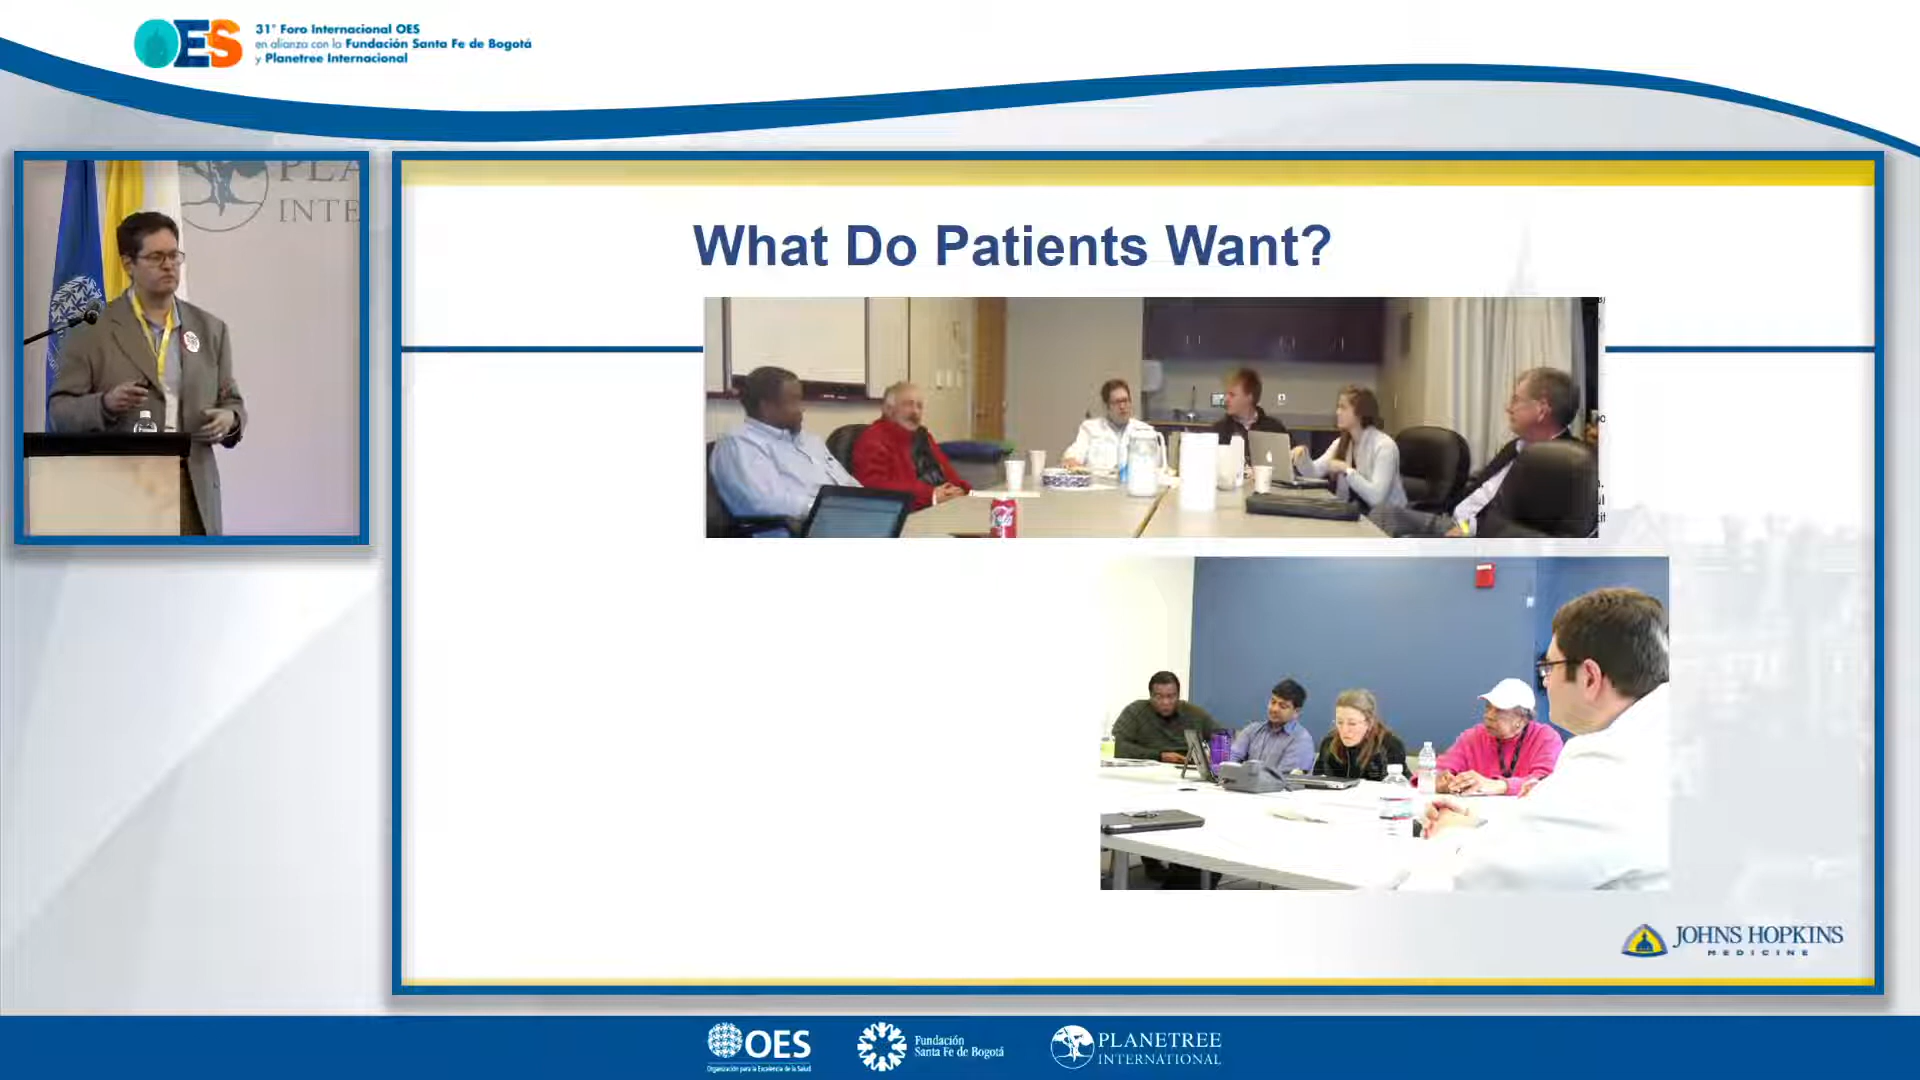 OES
31° Foro Internacional OES
en alianza con la Fundación Santa Fe de Bogotá
y Planetree Internacional
PLA
INTE
What Do Patients Want?
JOHNS HOPKINS
MEDICINE
OES
Organización para la Excelencia de la Salud
Fundación
Santa Fe de Bogotá
PLANETREE
INTERNATIONAL